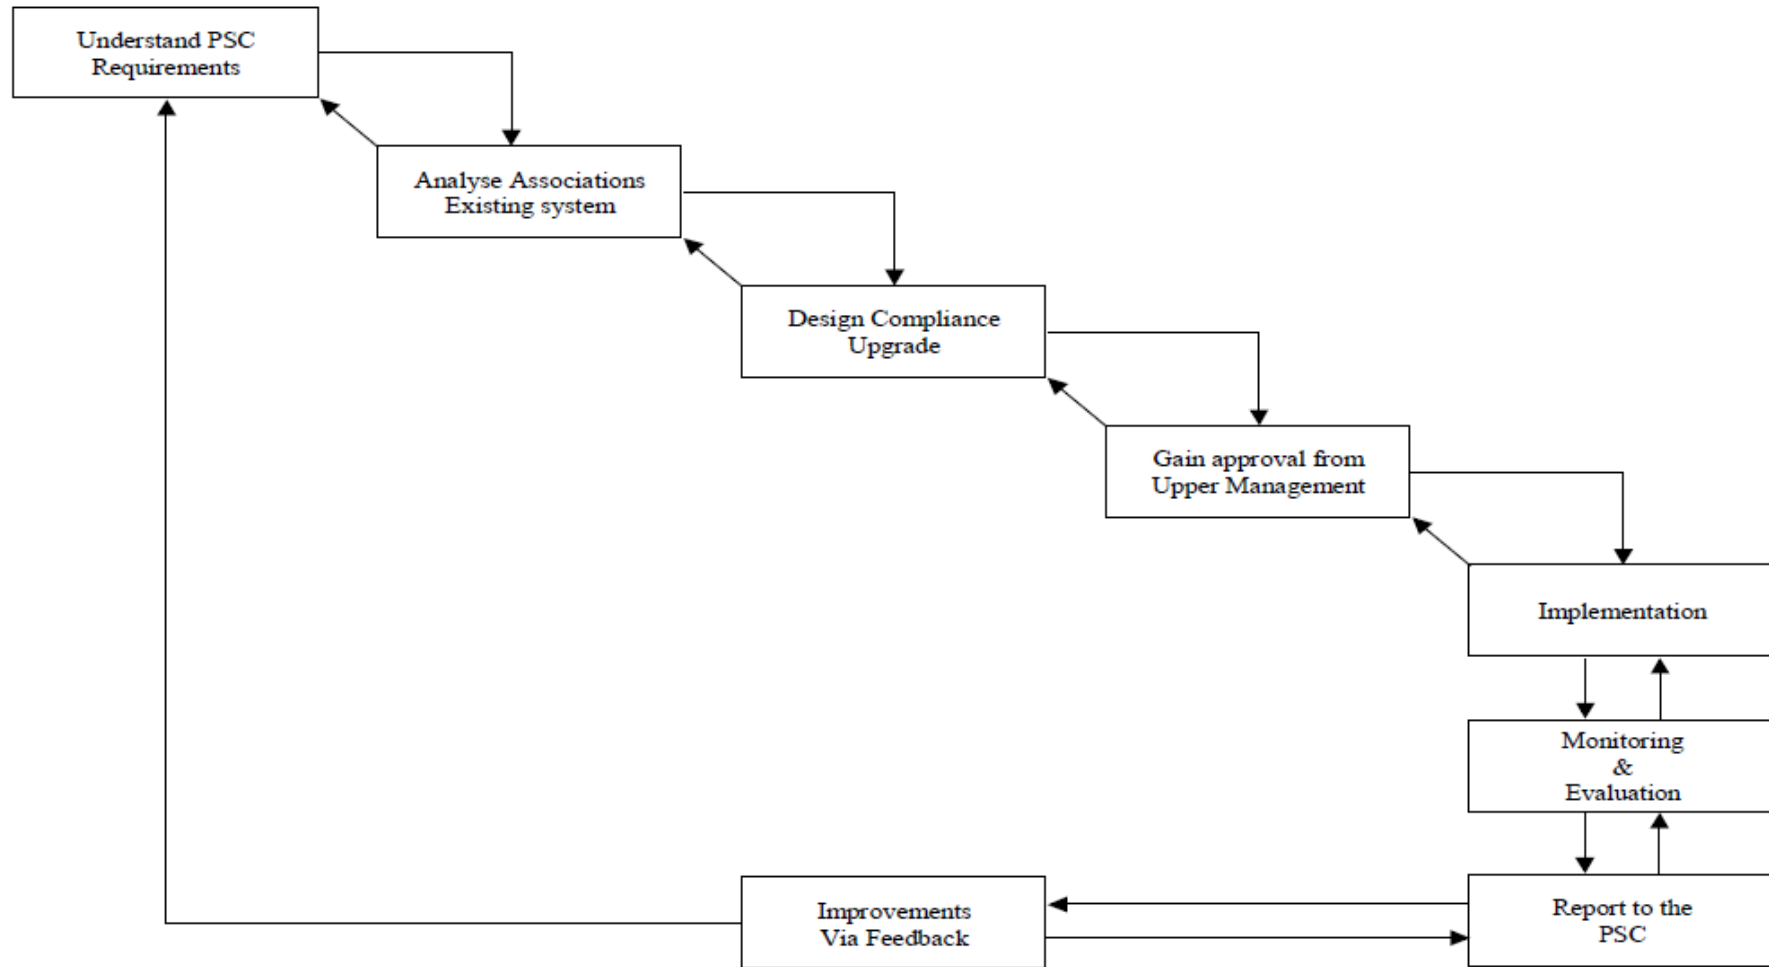 Understand PSC
Requirements
Analyse Associations
Existing system
Design Compliance
Upgrade
Gain approval from
Upper Management
Implementation
Monitoring
&
Evaluation
Improvements
Via Feedback
Report to the
PSC